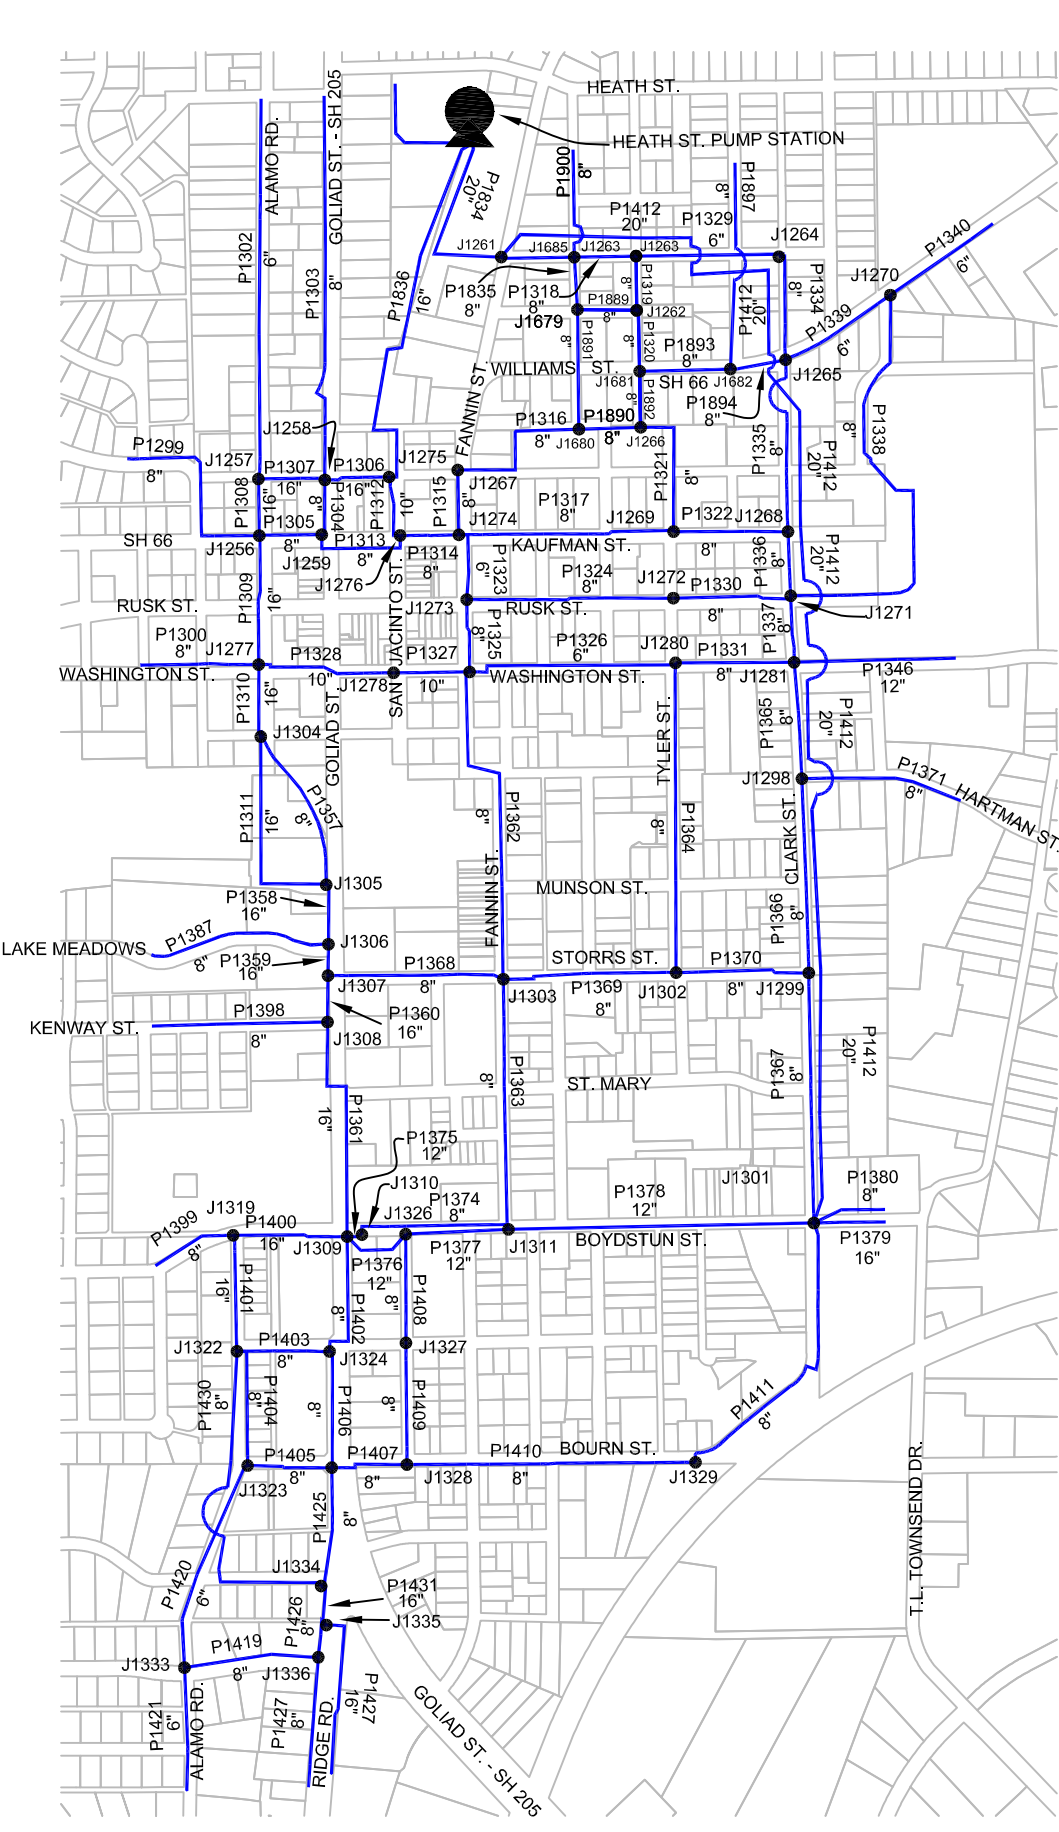 HEATH ST.
HEATH ST. PUMP STATION
ALAMO RD.
GOLIAD ST. - SH 205
P1302
6"
P1303
8"
P1834
20"
P1836
16"
P1900
8"
P1897
8"
P1412
20"
P1329
6"
J1264
J1261
J1685
J1263
J1263
P1340
6"
J1270
P1835
8"
P1318
8"
P1319
8"
P1889
8"
J1262
P1412
20"
P1334
8"
P1339
6"
J1679
P1891
8"
P1320
8"
P1893
8"
WILLIAMS ST.
J1681
SH 66
J1682
J1265
P1894
8"
P1892
8"
FANNIN ST.
P1316
8"
P1890
8"
J1680
J1266
P1338
8"
P1299
8"
J1258
J1257
P1307
16"
P1306
16"
J1275
J1267
P1321
8"
P1335
8"
P1412
20"
P1308
16"
P1304
8"
P1312
10"
P1315
8"
P1305
8"
P1317
8"
J1269
P1322
8"
J1268
J1274
KAUFMAN ST.
SH 66
J1256
J1259
P1313
8"
P1314
8"
J1276
P1309
16"
P1323
6"
P1324
8"
J1272
P1330
8"
P1336
8"
P1412
20"
RUSK ST.
J1273
RUSK ST.
J1271
P1300
8"
J1277
P1328
10"
SAN JACINTO ST.
P1327
10"
P1325
8"
P1326
6"
J1280
P1331
8"
P1337
8"
J1281
P1346
12"
WASHINGTON ST.
J1278
WASHINGTON ST.
P1310
16"
GOLIAD ST.
J1304
TYLER ST.
P1365
8"
P1412
20"
J1298
P1371
8"
HARTMAN ST.
P1311
16"
P1357
8"
P1362
8"
P1364
8"
CLARK ST.
J1305
FANNIN ST.
MUNSON ST.
P1358
16"
P1366
8"
LAKE MEADOWS
P1387
8"
J1306
P1359
16"
P1368
8"
STORRS ST.
P1370
8"
J1307
J1303
P1369
8"
J1302
J1299
KENWAY ST.
P1398
8"
P1360
16"
J1308
P1363
8"
ST. MARY
P1367
8"
P1412
20"
P1361
16"
P1375
12"
J1310
J1301
P1380
8"
J1319
P1374
8"
P1378
12"
P1399
8"
P1400
16"
J1309
J1326
J1311
BOYDSTUN ST.
P1379
16"
P1376
12"
P1377
12"
P1401
16"
P1402
8"
P1408
8"
J1322
P1403
8"
J1324
J1327
P1430
8"
P1404
8"
P1406
8"
P1409
8"
P1411
8"
P1405
8"
P1407
8"
P1410
8"
BOURN ST.
J1323
J1328
J1329
P1425
8"
T.L. TOWNSEND DR.
P1420
6"
J1334
P1431
16"
J1335
P1426
8"
P1419
8"
J1333
J1336
P1421
6"
ALAMO RD.
P1427
8"
RIDGE RD.
P1427
16"
GOLIAD ST. - SH 205